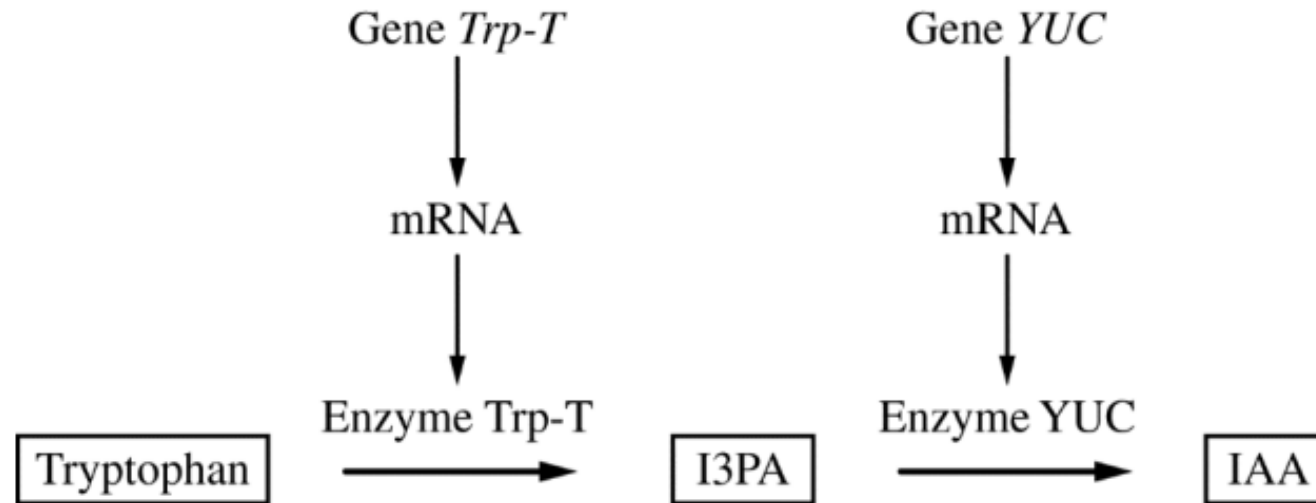 Gene Trp-T
Gene YUC
mRNA
mRNA
Enzyme Trp-T
Enzyme YUC
Tryptophan
I3PA
IAA